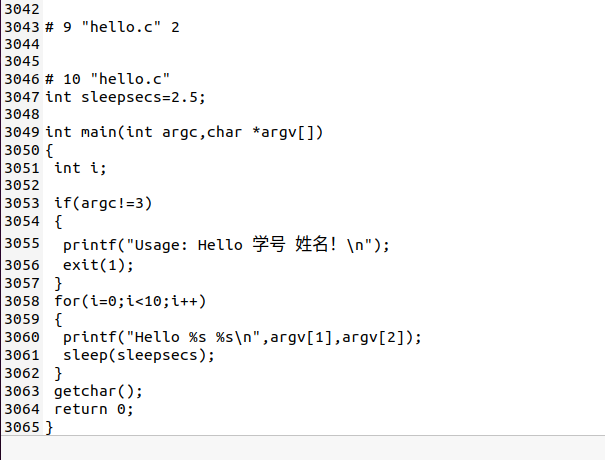 3042
3043 # 9 "hello.c" 2
3044
3045
3046 # 10 "hello.c"
3047 int sleepsecs=2.5;
3048
3049 int main(int argc,char *argv[])
3050 {
3051  int i;
3052
3053  if(argc!=3)
3054  {
3055   printf("Usage: Hello 学号 姓名！\n");
3056   exit(1);
3057  }
3058  for(i=0;i<10;i++)
3059  {
3060   printf("Hello %s %s\n",argv[1],argv[2]);
3061   sleep(sleepsecs);
3062  }
3063  getchar();
3064  return 0;
3065 }